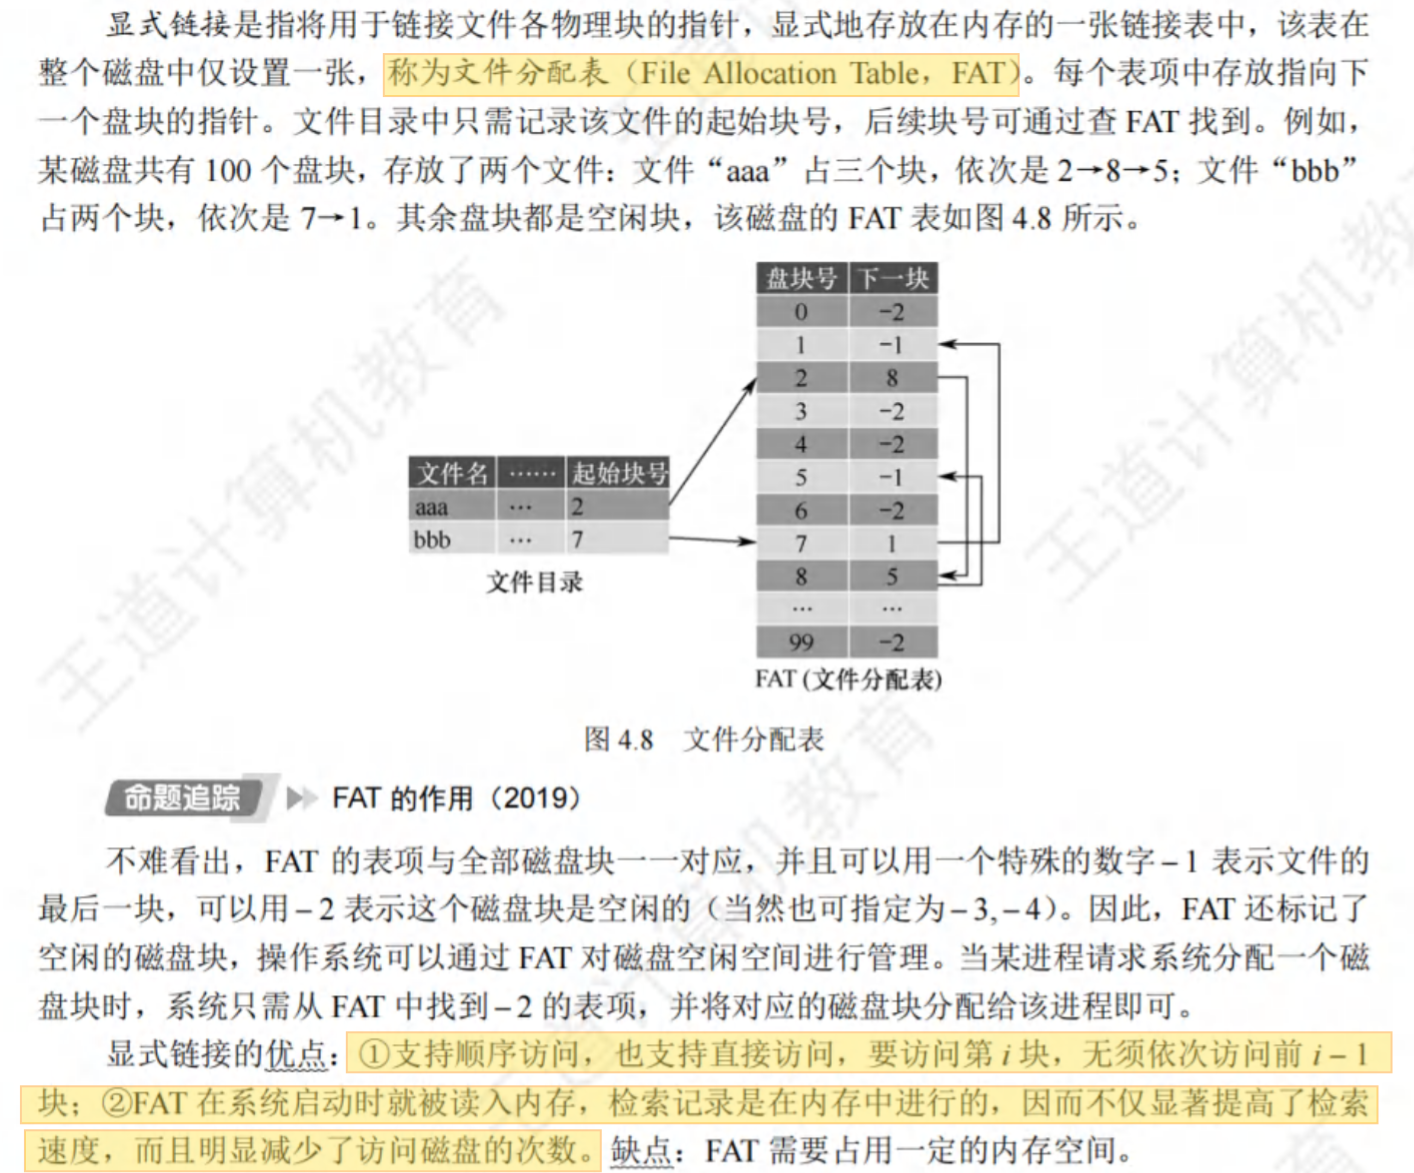 显式链接是指将用于链接文件各物理块的指针，显式地存放在内存的一张链接表中，该表在
整个磁盘中仅设置一张，称为文件分配表（File Allocation Table，FAT）。每个表项中存放指向下
一个盘块的指针。文件目录中只需记录该文件的起始块号，后续块号可通过查 FAT 找到。例如，
某磁盘共有 100 个盘块，存放了两个文件：文件“aaa”占三个块，依次是 2→8→5；文件“bbb”
占两个块，依次是 7→1。其余盘块都是空闲块，该磁盘的 FAT 表如图 4.8 所示。
盘块号 下一块
0 −2
1 −1
2 8
3 −2
4 −2
5 −1
6 −2
7 1
8 5
… …
99 −2
FAT (文件分配表)
文件名 …… 起始块号
aaa … 2
bbb … 7
文件目录
图 4.8 文件分配表
命题追踪 FAT 的作用（2019）
不难看出，FAT 的表项与全部磁盘块一一对应，并且可以用一个特殊的数字−1 表示文件的
最后一块，可以用−2 表示这个磁盘块是空闲的（当然也可指定为−3,−4）。因此，FAT 还标记了
空闲的磁盘块，操作系统可以通过 FAT 对磁盘空闲空间进行管理。当某进程请求系统分配一个磁
盘块时，系统只需从 FAT 中找到−2 的表项，并将对应的磁盘块分配给该进程即可。
显式链接的优点：①支持顺序访问，也支持直接访问，要访问第 i 块，无须依次访问前 i−1
块；②FAT 在系统启动时就被读入内存，检索记录是在内存中进行的，因而不仅显著提高了检索
速度，而且明显减少了访问磁盘的次数。缺点：FAT 需要占用一定的内存空间。
王道计算机教育
王道计算机教育
王道计算机教育